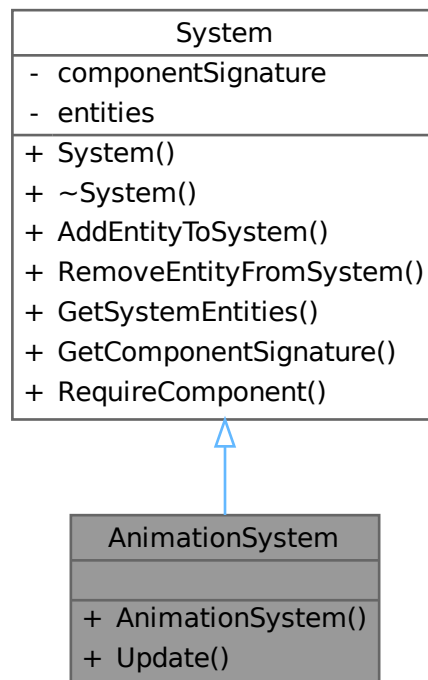 System
- componentSignature
- entities
+ System()
+ ~System()
+ AddEntityToSystem()
+ RemoveEntityFromSystem()
+ GetSystemEntities()
+ GetComponentSignature()
+ RequireComponent()
AnimationSystem
+ AnimationSystem()
+ Update()